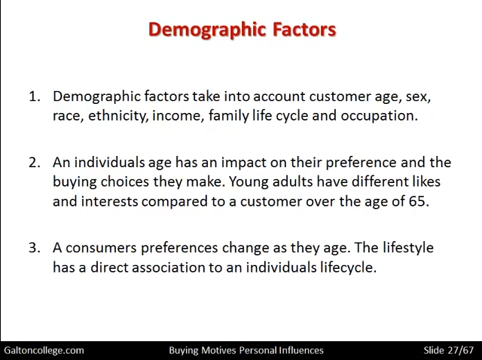 Demographic Factors
1. Demographic factors take into account customer age, sex,
race, ethnicity, income, family life cycle and occupation.
2. An individuals age has an impact on their preference and the
buying choices they make. Young adults have different likes
and interests compared to a customer over the age of 65.
3. A consumers preferences change as they age. The lifestyle
has a direct association to an individuals lifecycle.
Galtoncollege.com Buying Motives Personal Influences Slide 27/67